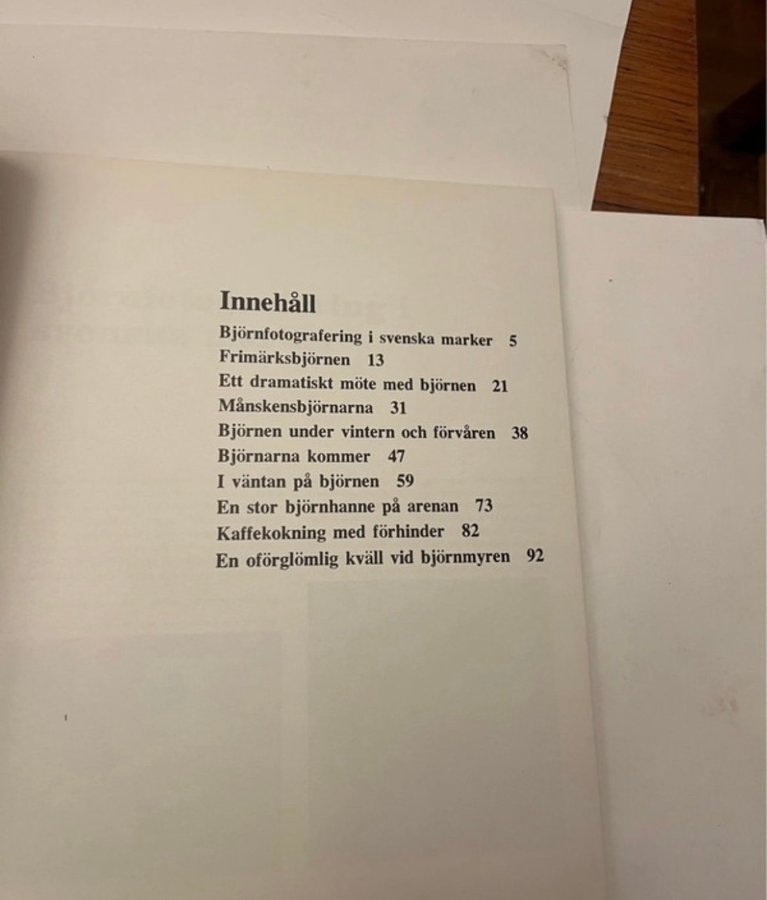 Innehåll
Björnfotografering i svenska marker 5
Frimärksbjörnen 13
Ett dramatiskt möte med björnen 21
Månskensbjörnarna 31
Björnen under vintern och förvåren 38
Björnarna kommer 47
I väntan på björnen 59
En stor björnhanne på arenan 73
Kaffekokning med förhinder 82
En oförglömlig kväll vid björnmyren 92